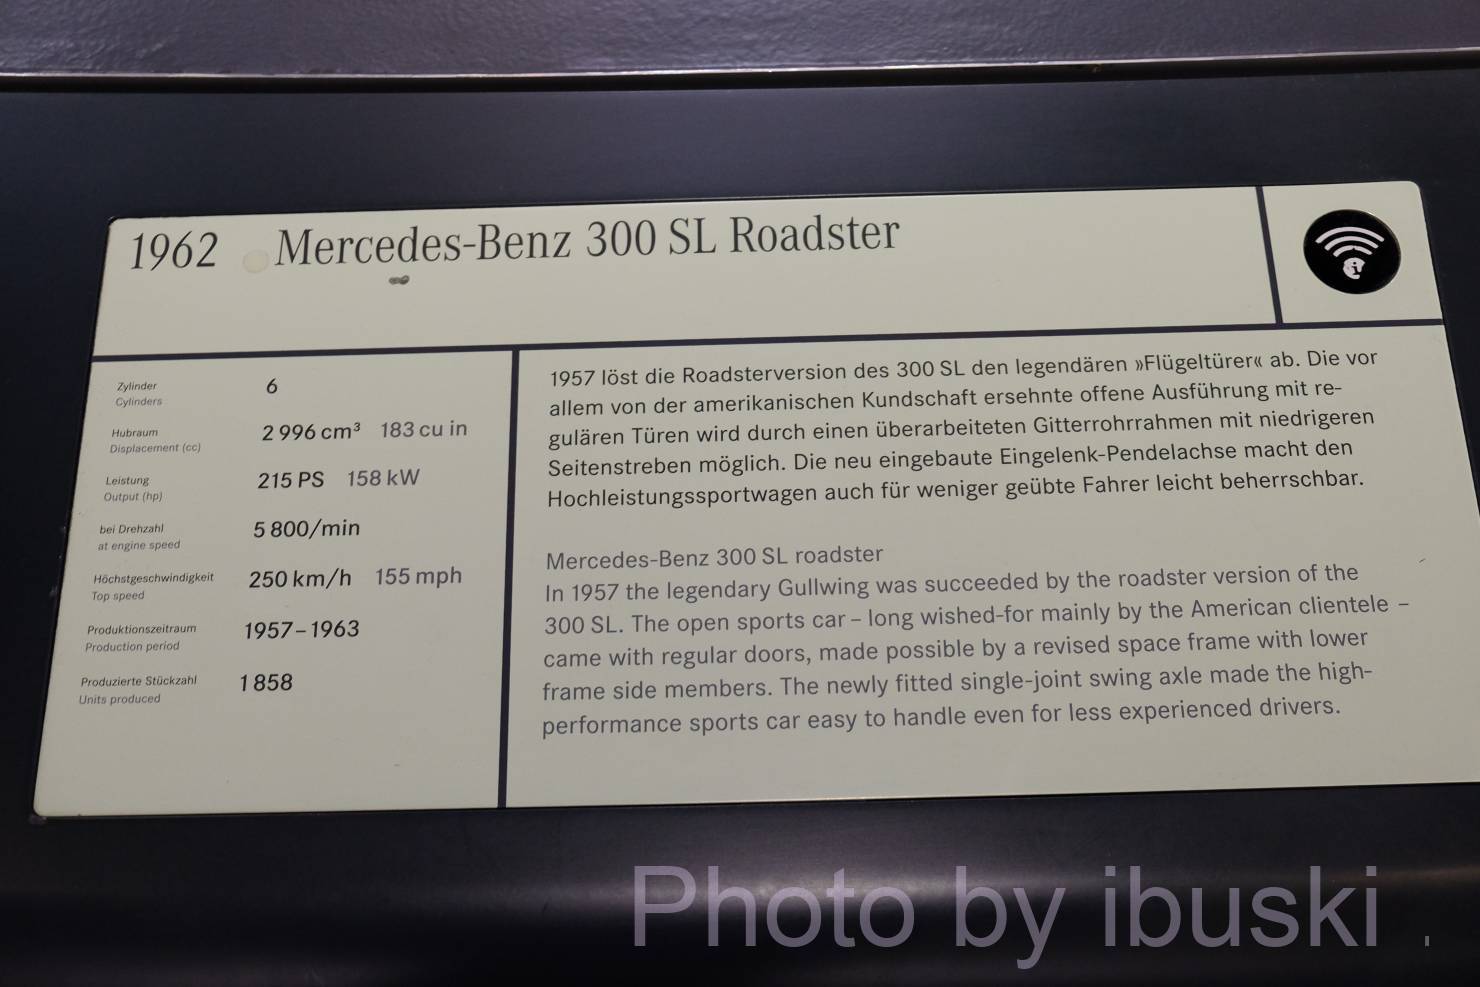 1962 Mercedes-Benz 300 SL Roadster
Zylinder 6
Cylinders
Hubraum 2 996 cm³ 183 cu in
Displacement (cc)
Leistung 215 PS 158 kW
Output (hp)
bei Drehzahl 5 800/min
at engine speed
Höchstgeschwindigkeit 250 km/h 155 mph
Top speed
Produktionszeitraum 1957–1963
Production period
Produzierte Stückzahl 1 858
Units produced
1957 löst die Roadsterversion des 300 SL den legendären »Flügeltürer« ab. Die vor
allem von der amerikanischen Kundschaft ersehnte offene Ausführung mit re-
gulären Türen wird durch einen überarbeiteten Gitterrohrrahmen mit niedrigeren
Seitenstreben möglich. Die neu eingebaute Eingelenk-Pendelachse macht den
Hochleistungssportwagen auch für weniger geübte Fahrer leicht beherrschbar.
Mercedes-Benz 300 SL roadster
In 1957 the legendary Gullwing was succeeded by the roadster version of the
300 SL. The open sports car – long wished-for mainly by the American clientele –
came with regular doors, made possible by a revised space frame with lower
frame side members. The newly fitted single-joint swing axle made the high-
performance sports car easy to handle even for less experienced drivers.
Photo by ibuski .